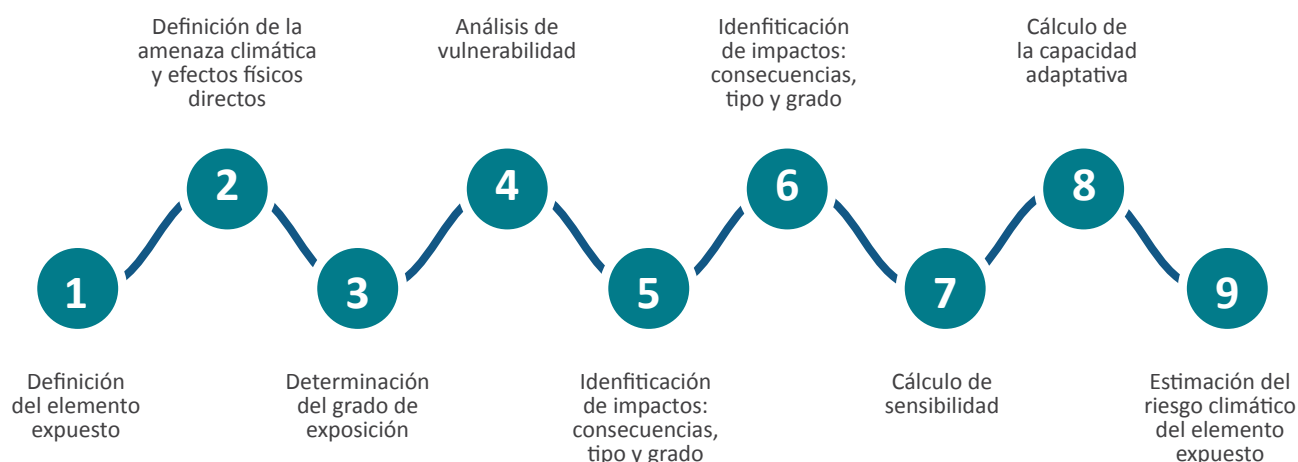 Definición de la
amenaza climática
y efectos físicos
directos
Análisis de
vulnerabilidad
Idenfiticación
de impactos:
consecuencias,
tipo y grado
Cálculo de
la capacidad
adaptativa
2
4
6
8
1
3
5
7
9
Definición
del elemento
expuesto
Determinación
del grado de
exposición
Idenfiticación
de impactos:
consecuencias,
tipo y grado
Cálculo de
sensibilidad
Estimación del
riesgo climático
del elemento
expuesto